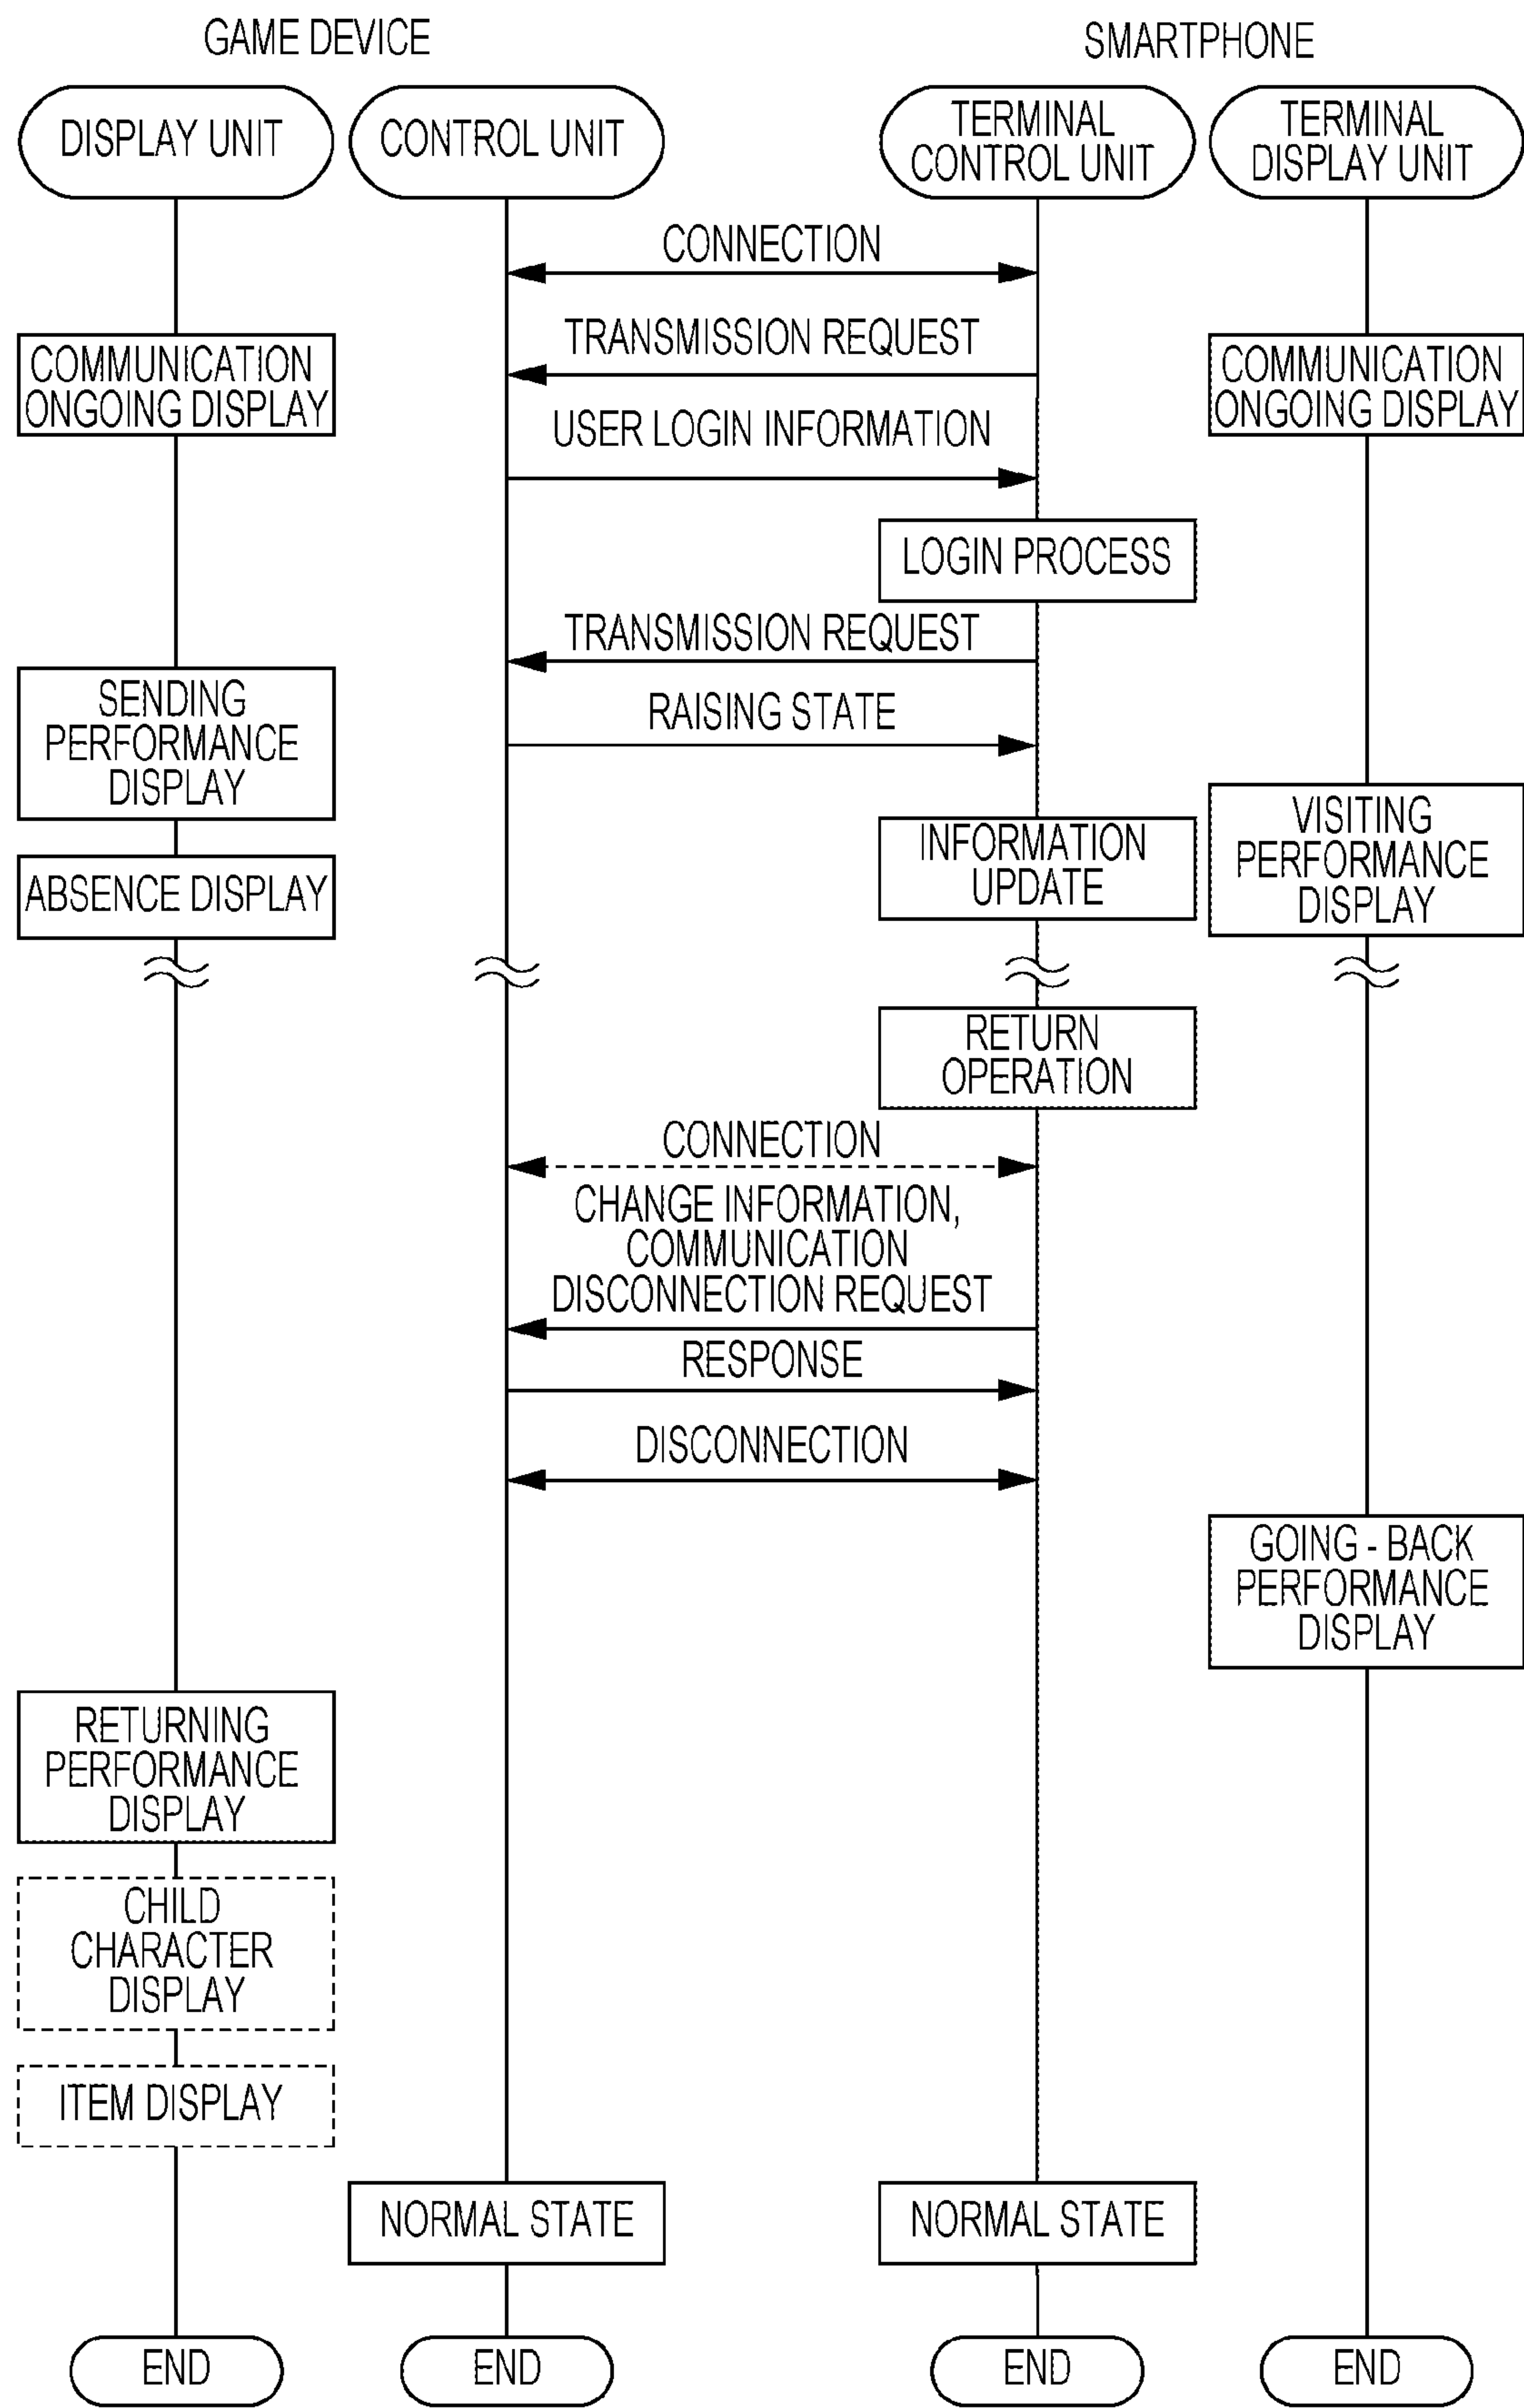 GAME DEVICE
SMARTPHONE
DISPLAY UNIT
CONTROL UNIT
TERMINAL
CONTROL UNIT
TERMINAL
DISPLAY UNIT
CONNECTION
TRANSMISSION REQUEST
COMMUNICATION
ONGOING DISPLAY
COMMUNICATION
ONGOING DISPLAY
USER LOGIN INFORMATION
LOGIN PROCESS
TRANSMISSION REQUEST
SENDING
PERFORMANCE
DISPLAY
RAISING STATE
VISITING
PERFORMANCE
DISPLAY
INFORMATION
UPDATE
ABSENCE DISPLAY
RETURN
OPERATION
CONNECTION
CHANGE INFORMATION,
COMMUNICATION
DISCONNECTION REQUEST
RESPONSE
DISCONNECTION
GOING - BACK
PERFORMANCE
DISPLAY
RETURNING
PERFORMANCE
DISPLAY
CHILD
CHARACTER
DISPLAY
ITEM DISPLAY
NORMAL STATE
NORMAL STATE
END
END
END
END